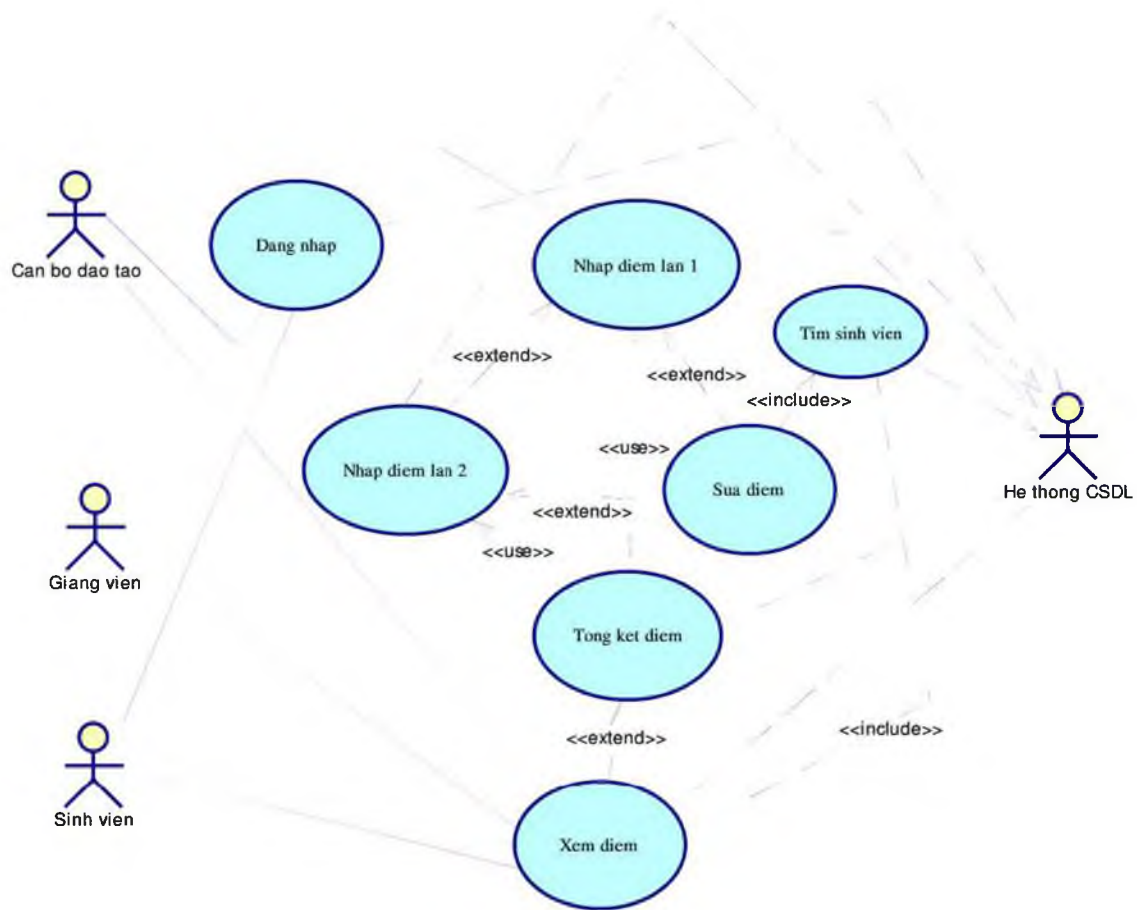 Can bo dao tao
Dang nhap
Nhap diem lan 1
Tim sinh vien
<<extend>>
<<extend>>
<<include>>
Nhap diem lan 2
<<use>>
Sua diem
He thong CSDL
<<extend>>
<<use>>
Giang vien
Tong ket diem
<<include>>
<<extend>>
Sinh vien
Xem diem